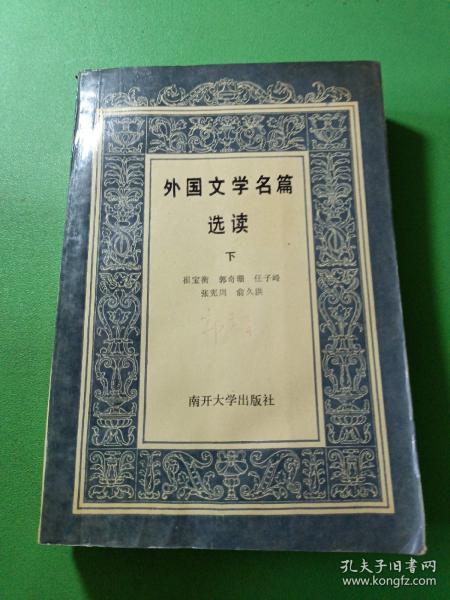 外国文学名篇
选读
下
崔宝衡 郭奇珊 任子峰
张宪周 俞久洪
南开大学出版社
孔夫子旧书网
www.kongfz.com